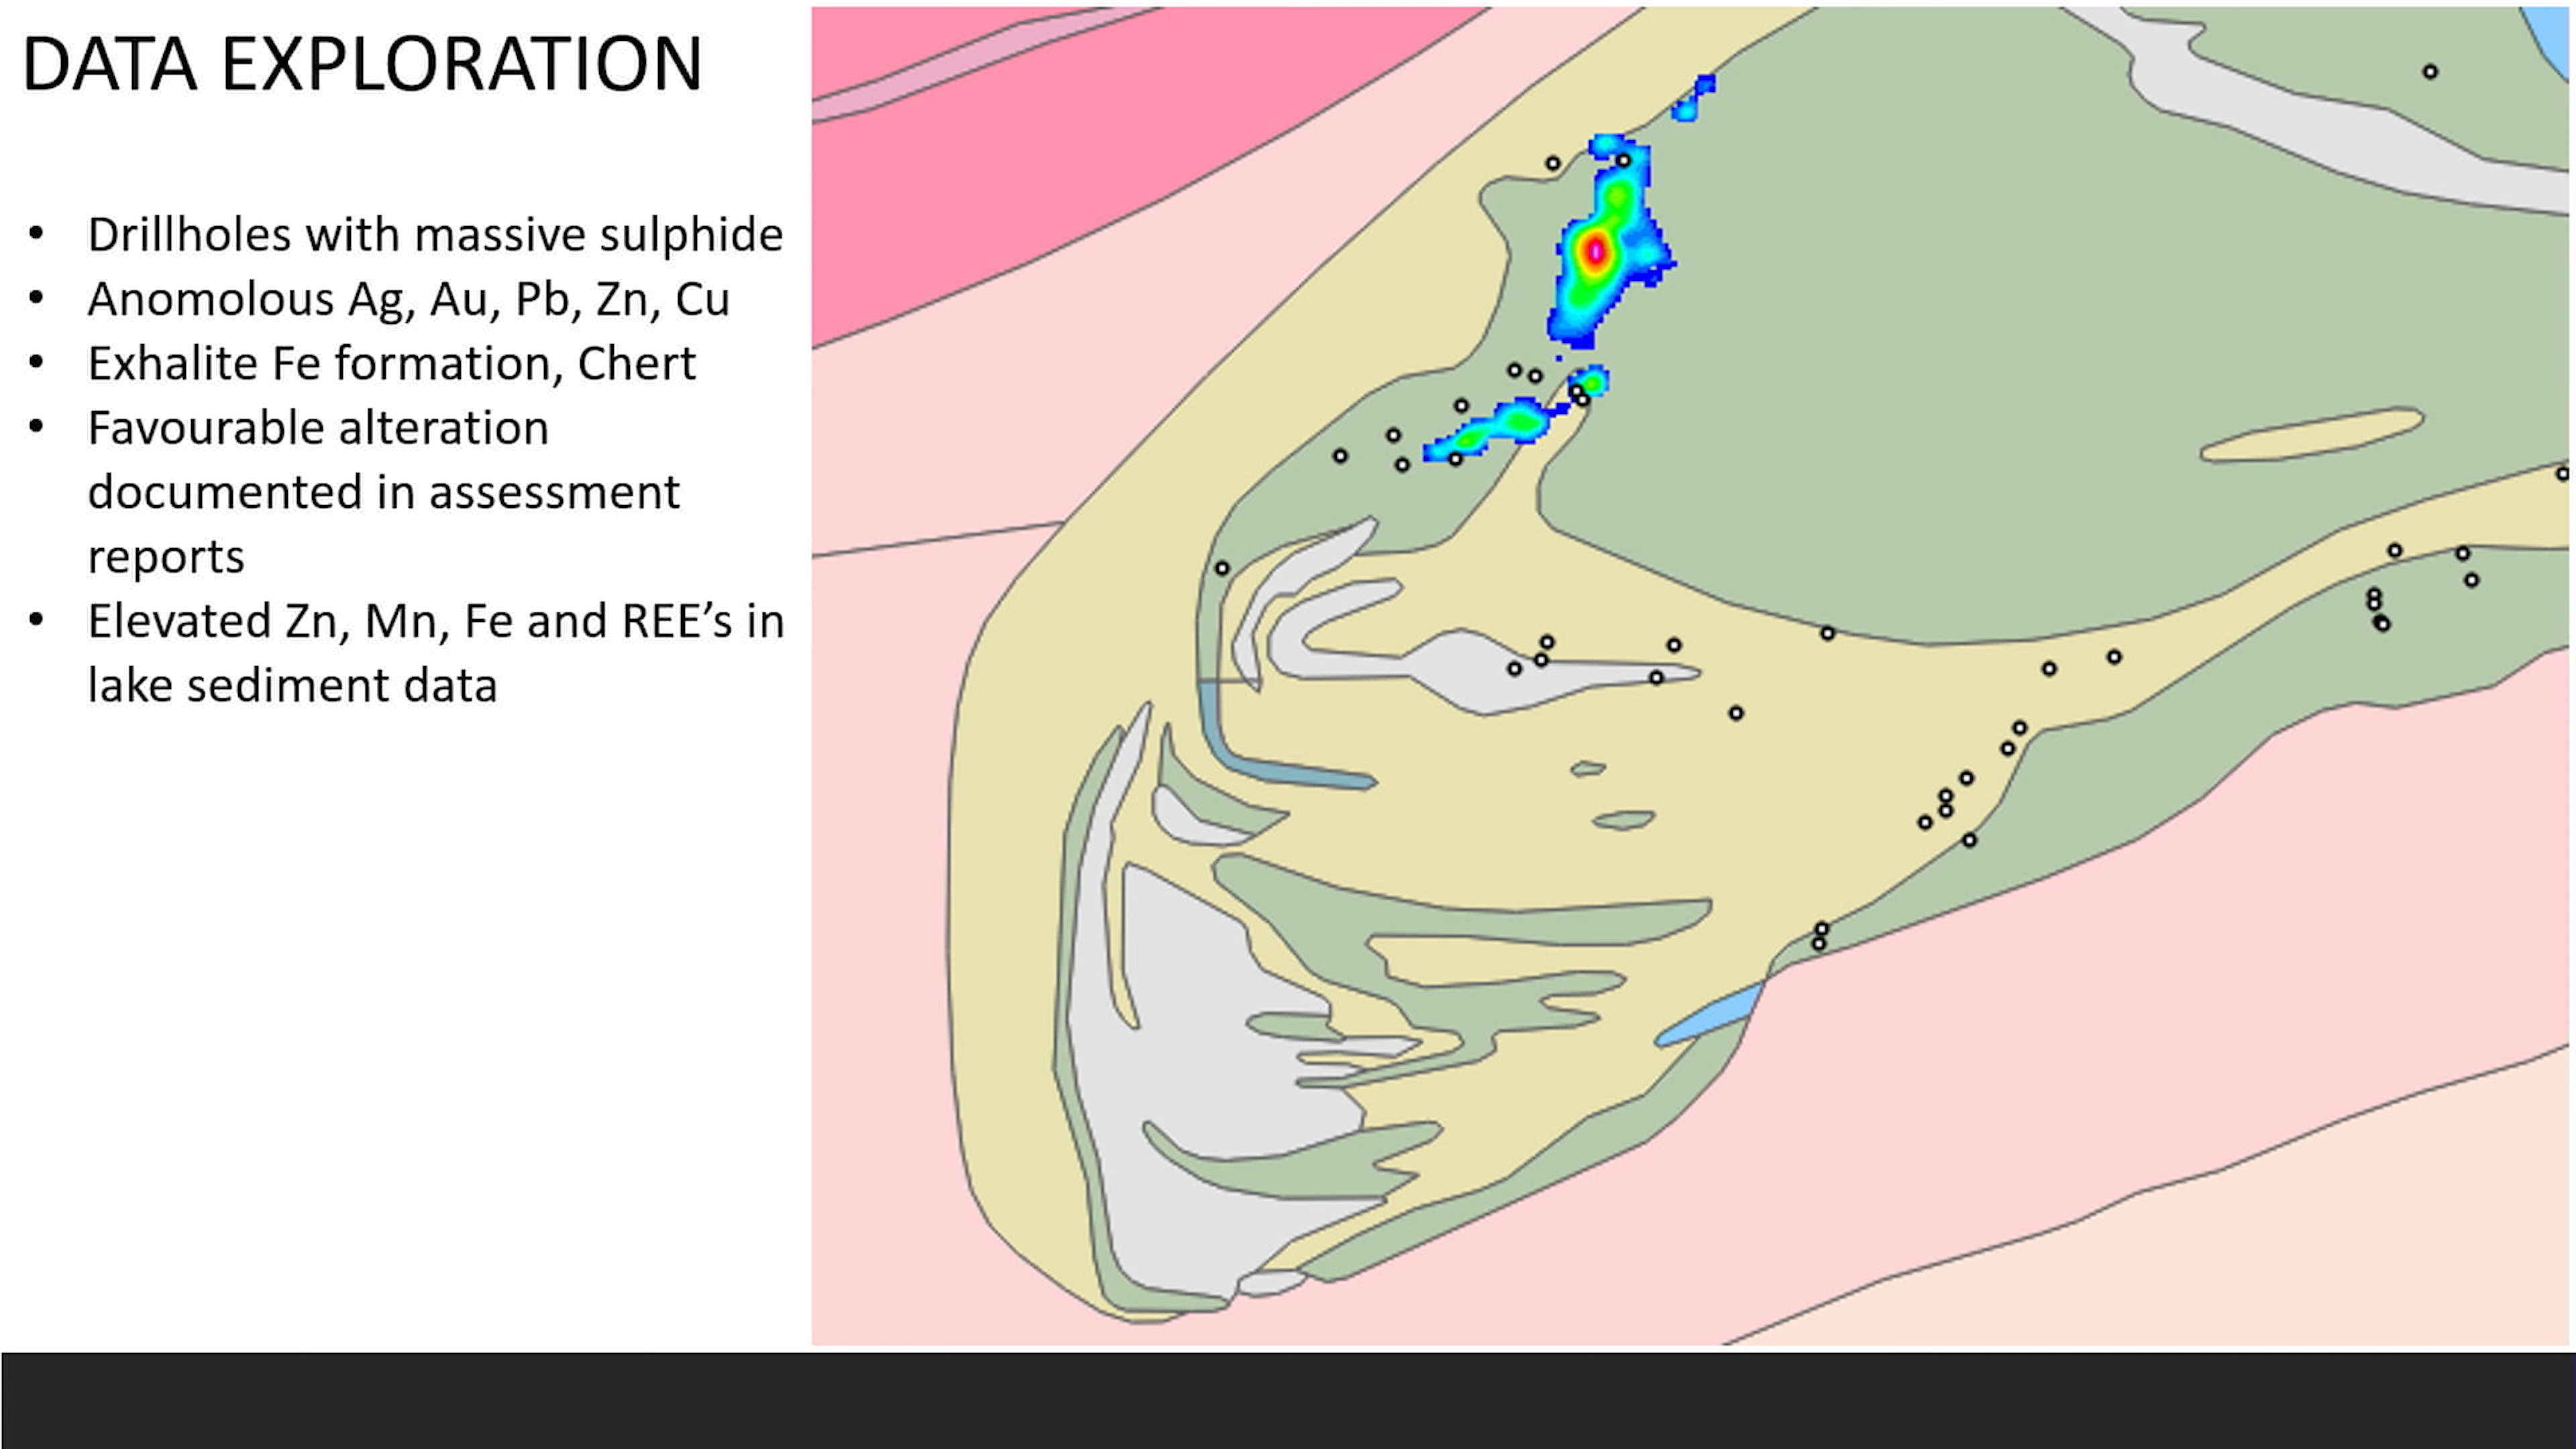 DATA EXPLORATION
• Drillholes with massive sulphide
• Anomolous Ag, Au, Pb, Zn, Cu
• Exhalite Fe formation, Chert
• Favourable alteration
documented in assessment
reports
• Elevated Zn, Mn, Fe and REE’s in
lake sediment data